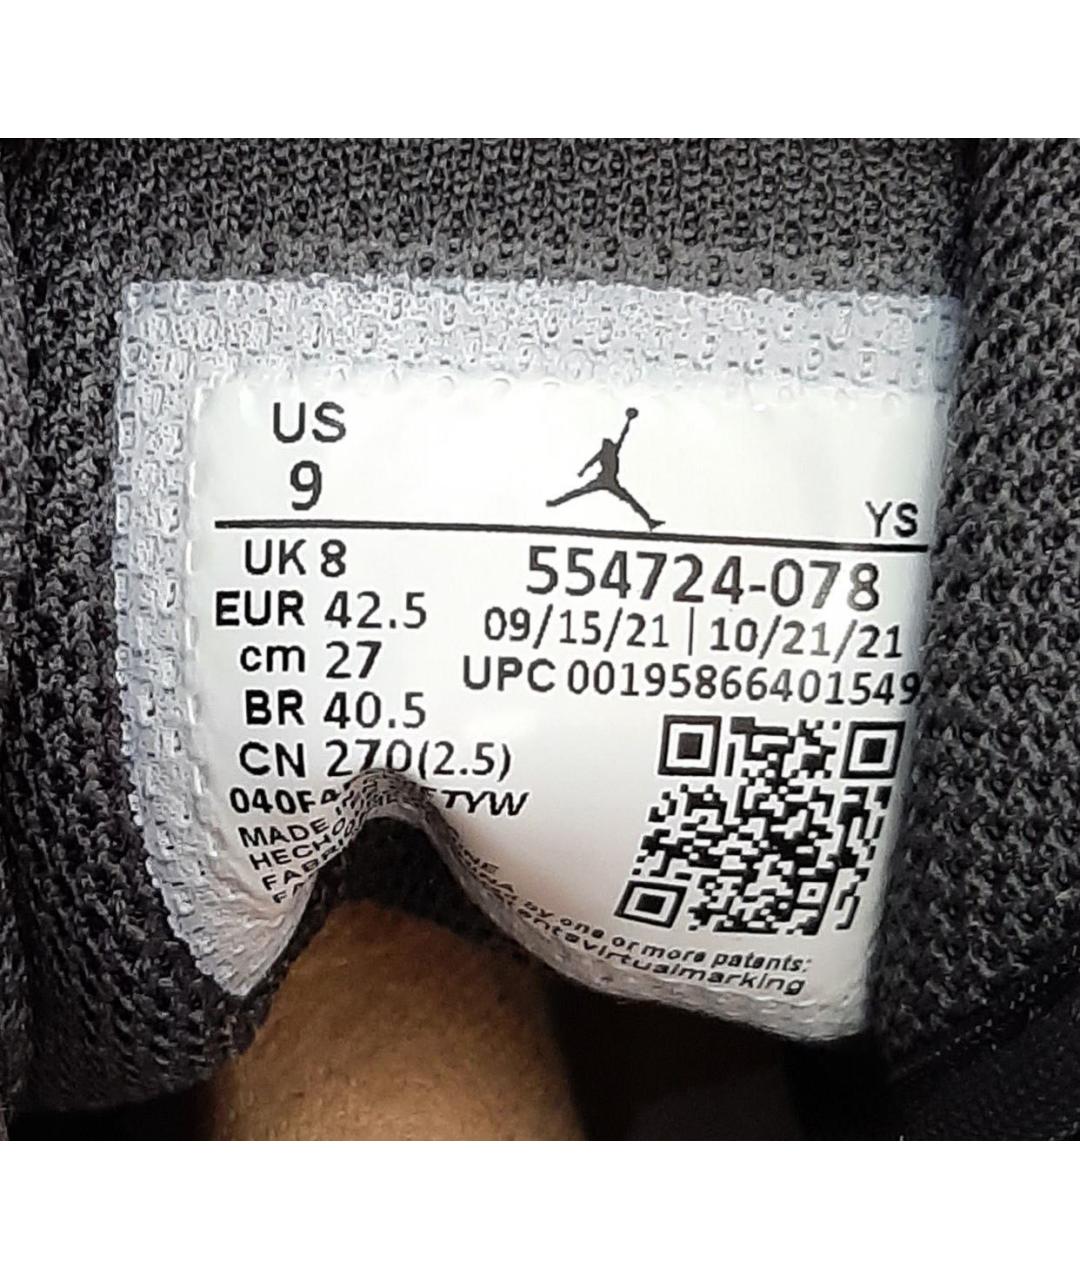 US
9
YS
UK 8
EUR 42.5
cm 27
BR 40.5
CN 270(2.5)
554724-078
09/15/21 | 10/21/21
UPC 00195866401549
MADE
by one or more patents:
virtualmarking